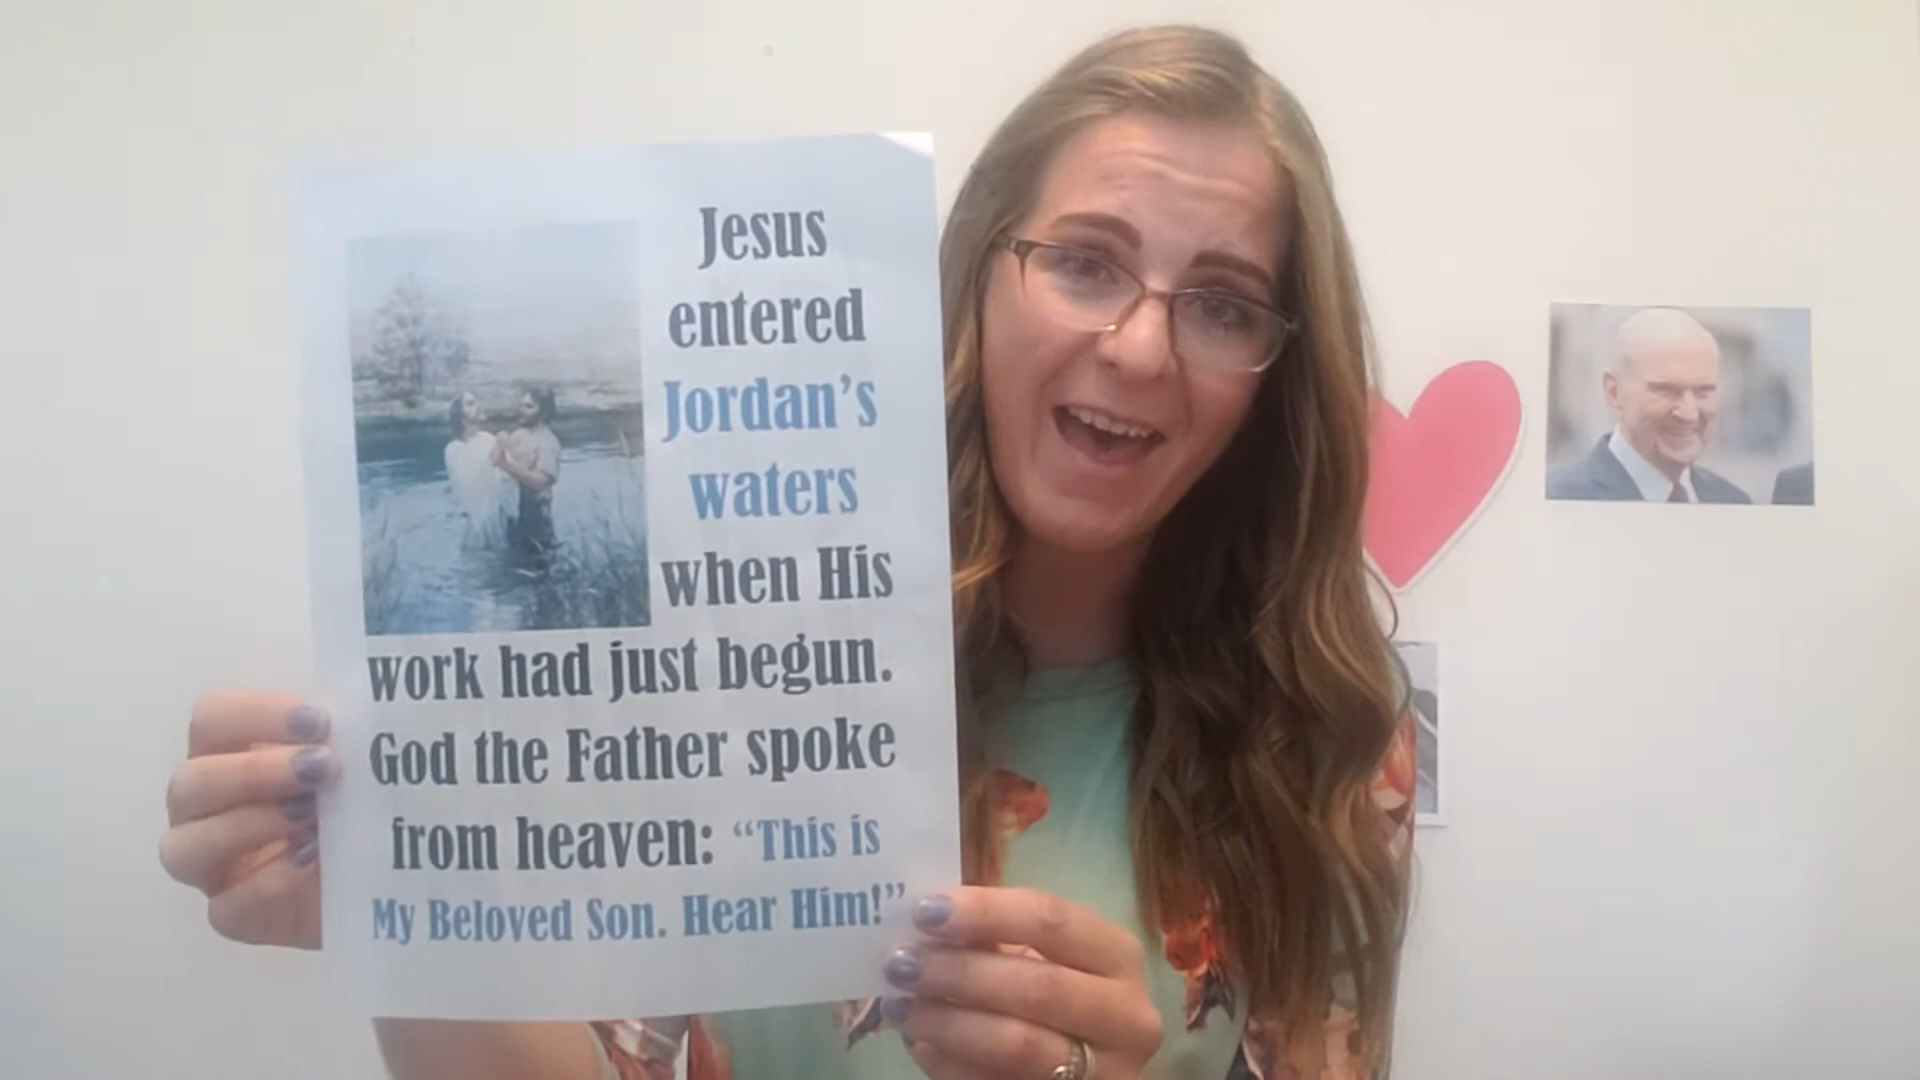 Jesus
entered
Jordan’s
waters
when His
work had just begun.
God the Father spoke
from heaven: “This is
My Beloved Son. Hear Him!”